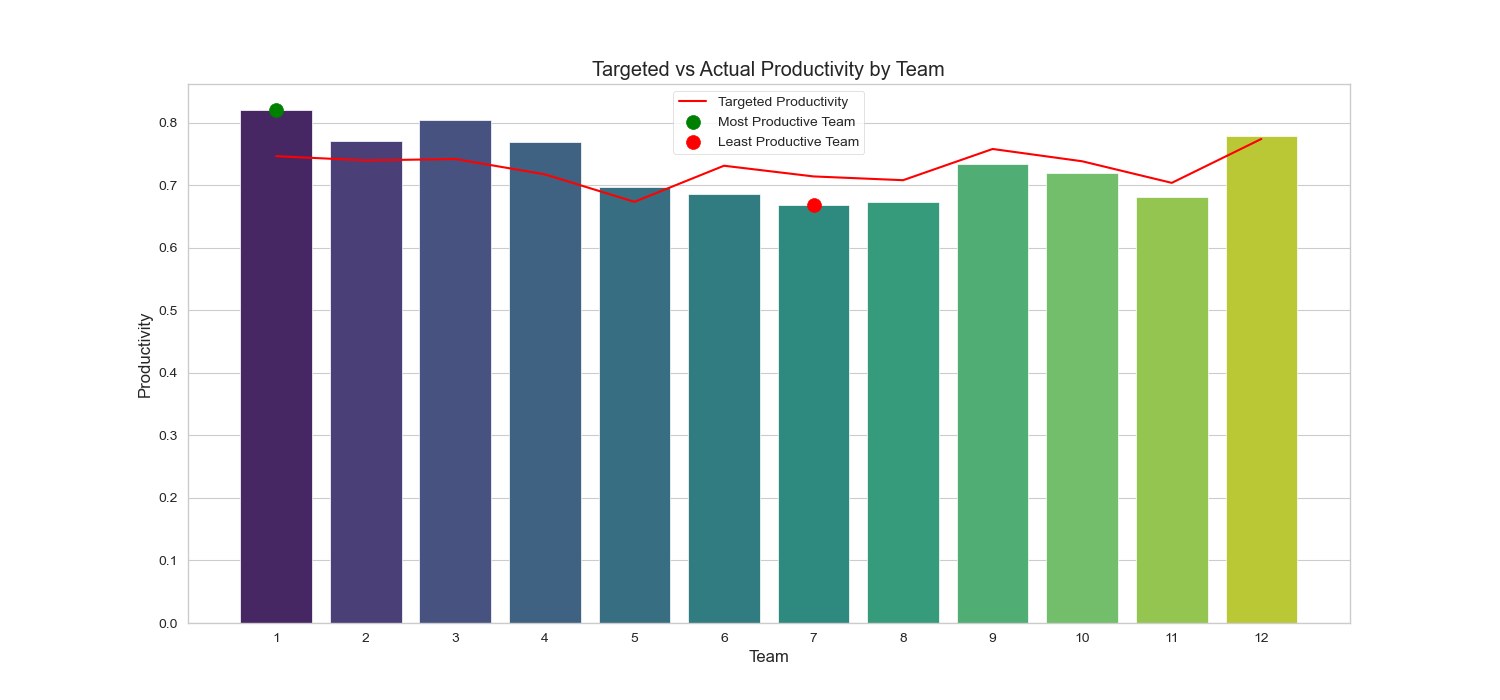 Targeted vs Actual Productivity by Team
Targeted Productivity
Most Productive Team
Least Productive Team
Productivity
0.8
0.7
0.6
0.5
0.4
0.3
0.2
0.1
0.0
1 2 3 4 5 6 7 8 9 10 11 12
Team